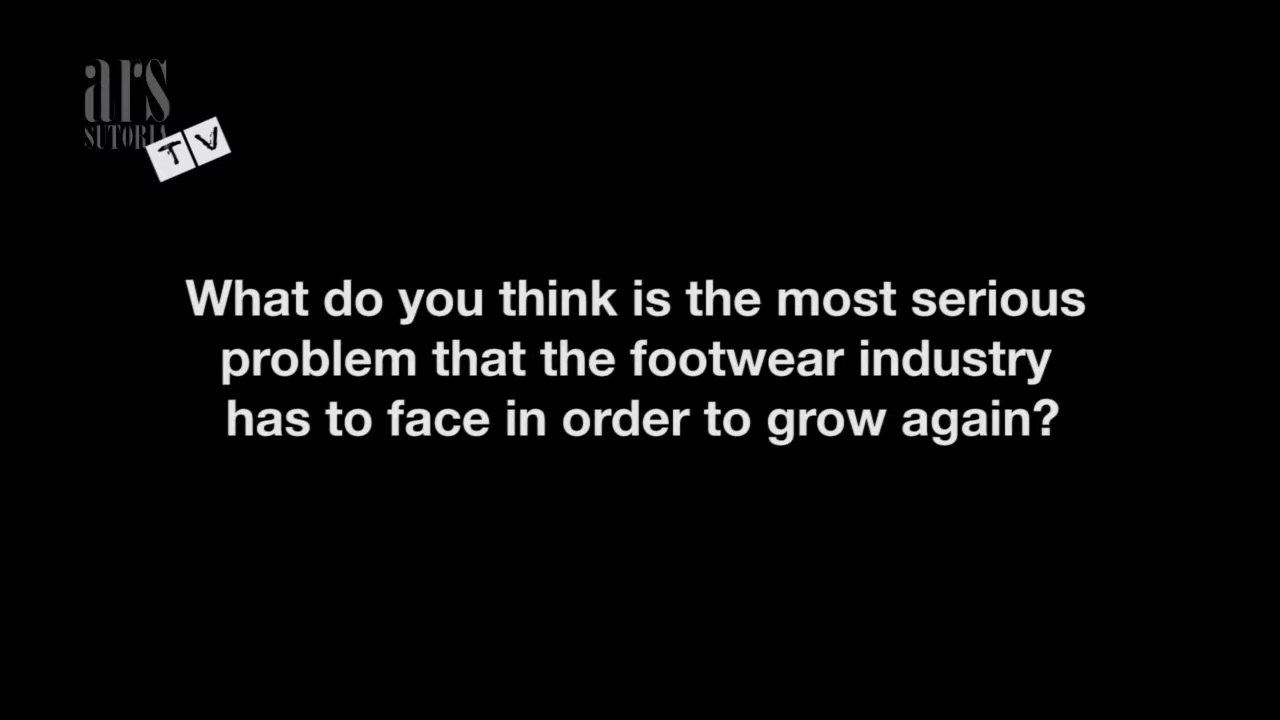 ars
SUTORIA
TV
What do you think is the most serious
problem that the footwear industry
has to face in order to grow again?